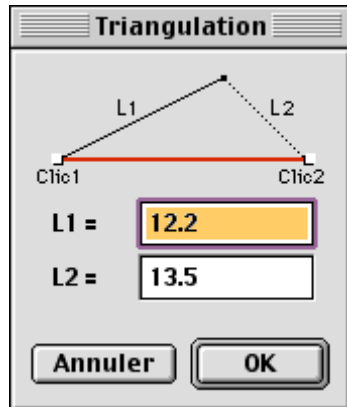 Triangulation
L1 L2
Clic1 Clic2
L1 = 12.2
L2 = 13.5
Annuler OK